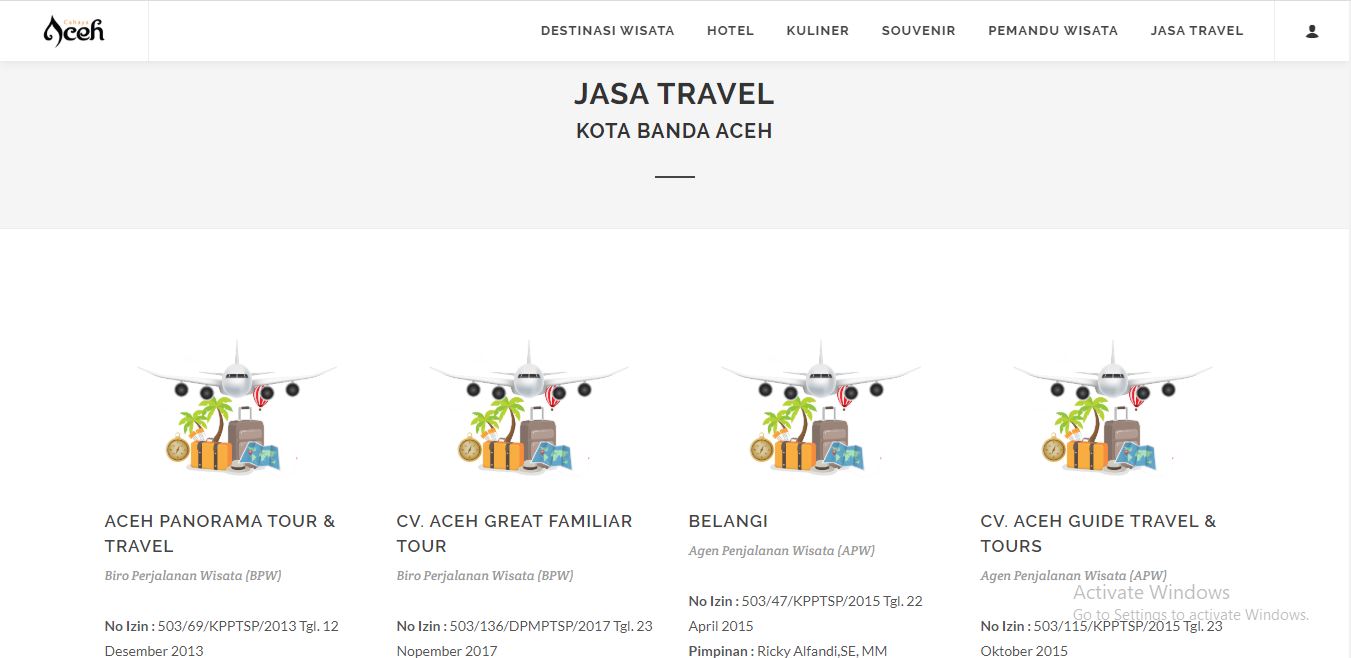 Cahaya
Aceh
DESTINASI WISATA
HOTEL
KULINER
SOUVENIR
PEMANDU WISATA
JASA TRAVEL
JASA TRAVEL
KOTA BANDA ACEH
ACEH PANORAMA TOUR &
TRAVEL
Biro Perjalanan Wisata (BPW)
No Izin : 503/69/KPPTSP/2013 Tgl. 12
Desember 2013
CV. ACEH GREAT FAMILIAR
TOUR
Biro Perjalanan Wisata (BPW)
No Izin : 503/136/DPMPTSP/2017 Tgl. 23
Nopember 2017
BELANGI
Agen Penjalanan Wisata (APW)
No Izin : 503/47/KPPTSP/2015 Tgl. 22
April 2015
Pimpinan : Ricky Alfandi,SE, MM
CV. ACEH GUIDE TRAVEL &
TOURS
Agen Penjalanan Wisata (APW)
No Izin : 503/115/KPPTSP/2015 Tgl. 23
Oktober 2015
Activate Windows
Go to Settings to activate Windows.